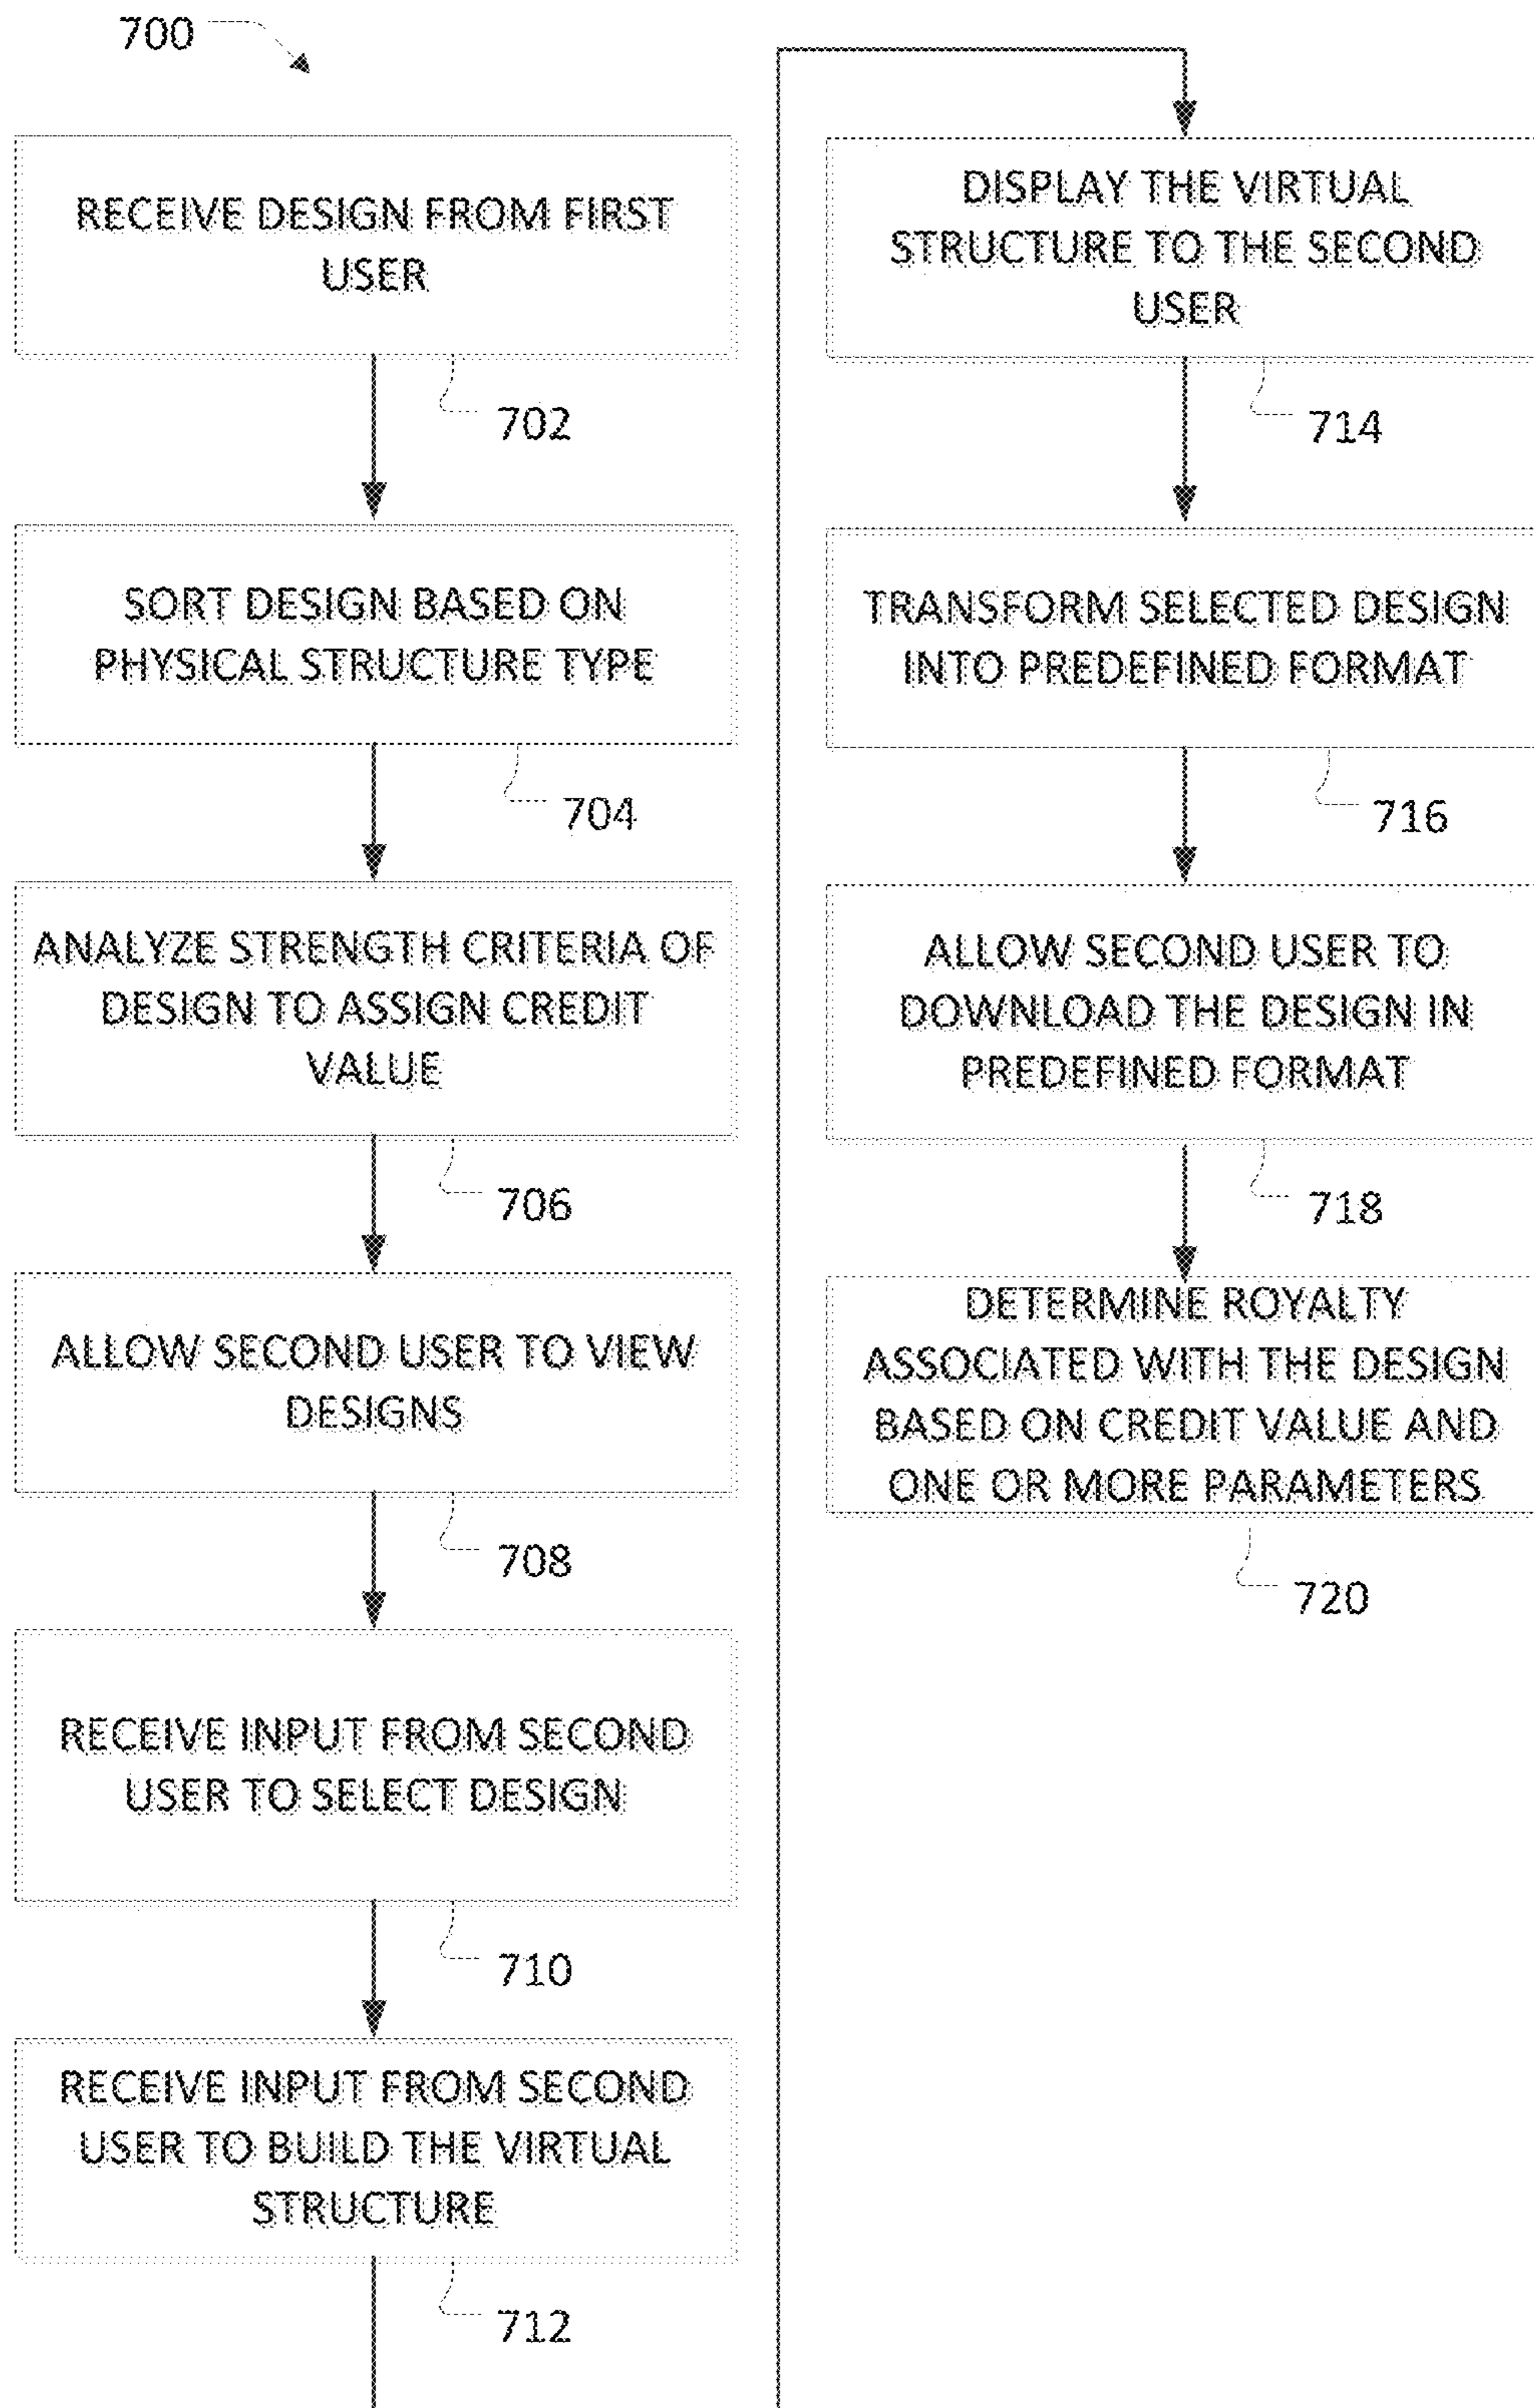 700
RECEIVE DESIGN FROM FIRST
USER
702
SORT DESIGN BASED ON
PHYSICAL STRUCTURE TYPE
704
ANALYZE STRENGTH CRITERIA OF
DESIGN TO ASSIGN CREDIT
VALUE
706
ALLOW SECOND USER TO VIEW
DESIGNS
708
RECEIVE INPUT FROM SECOND
USER TO SELECT DESIGN
710
RECEIVE INPUT FROM SECOND
USER TO BUILD THE VIRTUAL
STRUCTURE
712
DISPLAY THE VIRTUAL
STRUCTURE TO THE SECOND
USER
714
TRANSFORM SELECTED DESIGN
INTO PREDEFINED FORMAT
716
ALLOW SECOND USER TO
DOWNLOAD THE DESIGN IN
PREDEFINED FORMAT
718
DETERMINE ROYALTY
ASSOCIATED WITH THE DESIGN
BASED ON CREDIT VALUE AND
ONE OR MORE PARAMETERS
720